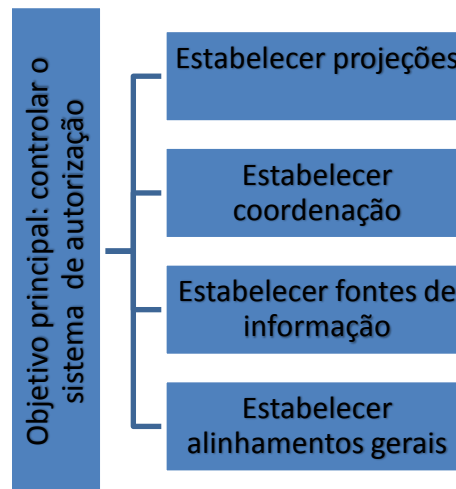 Objetivo principal: controlar o
sistema de autorização
Estabelecer projeções
Estabelecer
coordenação
Estabelecer fontes de
informação
Estabelecer
alinhamentos gerais